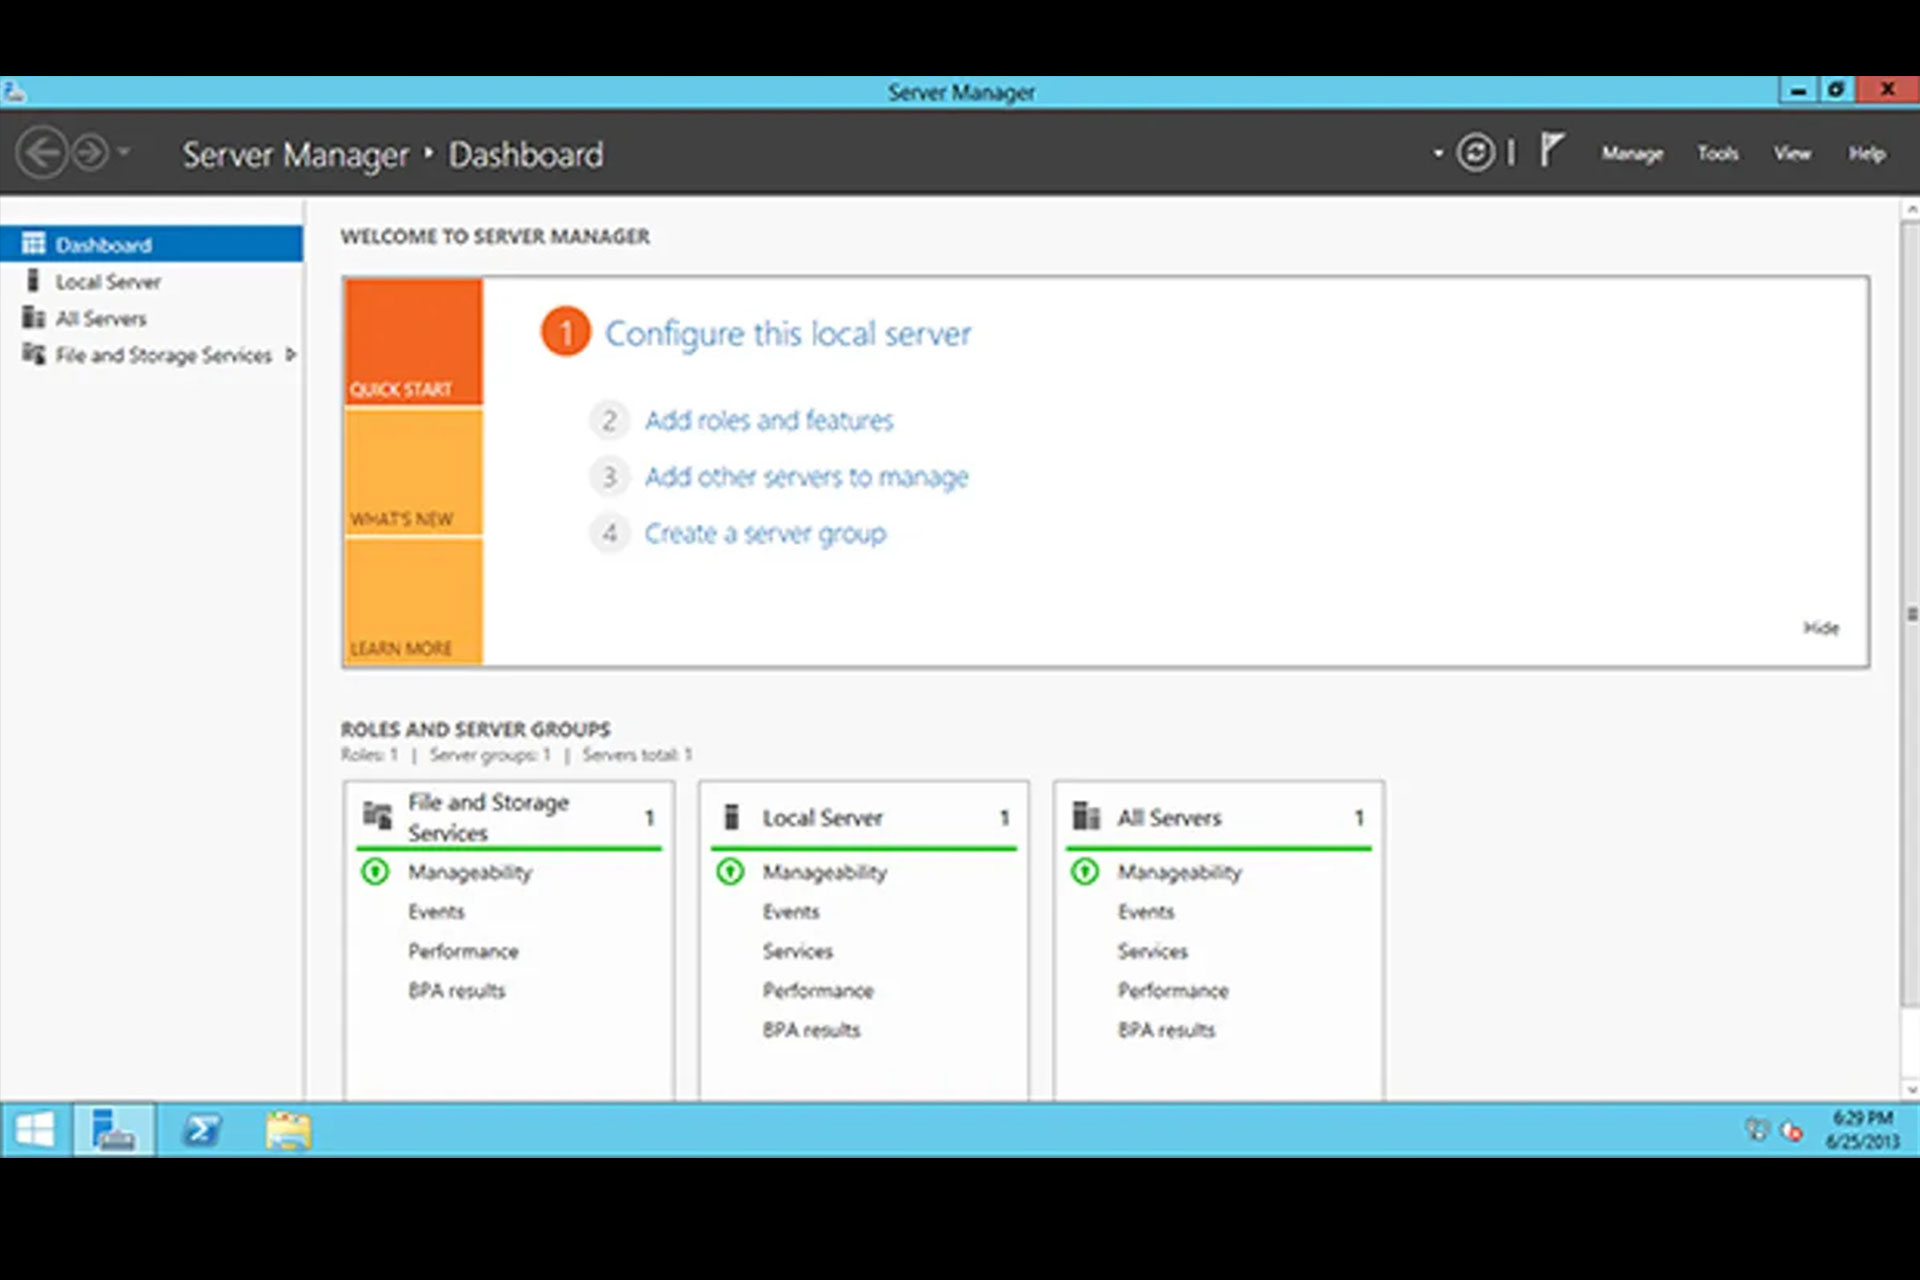 Server Manager
Server Manager ‣ Dashboard
Manage Tools View Help
Dashboard
Local Server
All Servers
File and Storage Services
WELCOME TO SERVER MANAGER
QUICK START
WHAT'S NEW
LEARN MORE
1 Configure this local server
2 Add roles and features
3 Add other servers to manage
4 Create a server group
Hide
ROLES AND SERVER GROUPS
Roles: 1 | Server groups: 1 | Servers total: 1
File and Storage
Services
1
Manageability
Events
Performance
BPA results
Local Server 1
Manageability
Events
Services
Performance
BPA results
All Servers 1
Manageability
Events
Services
Performance
BPA results
6:29 PM
6/25/2013